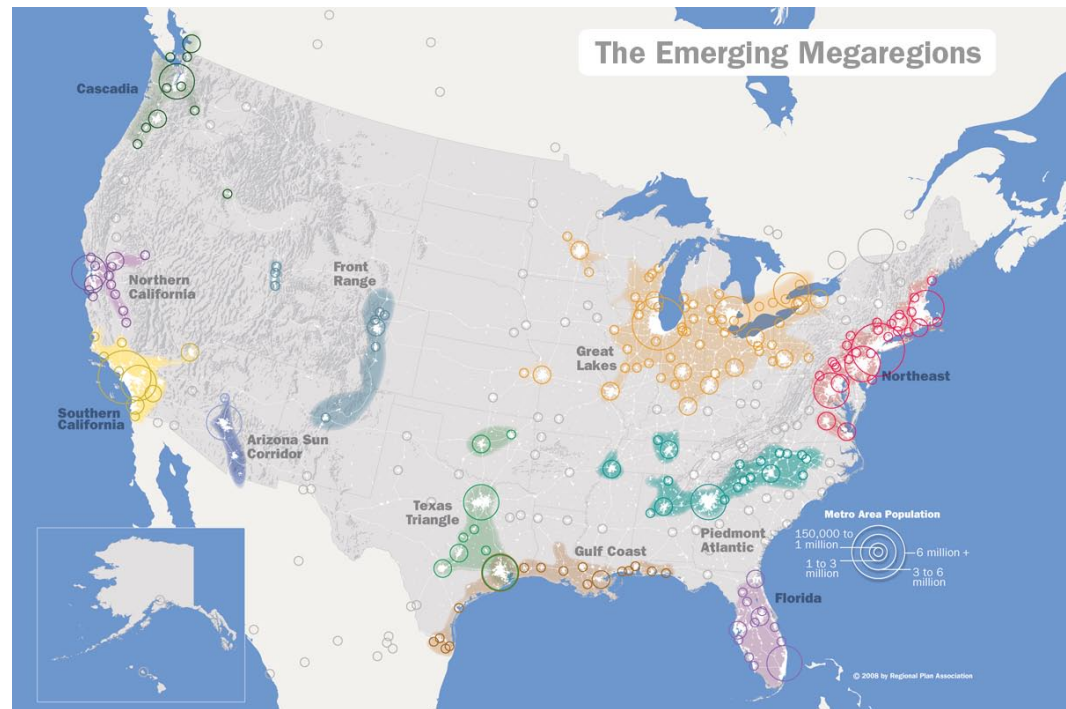 The Emerging Megaregions
Cascadia
Northern
California
Front
Range
Great
Lakes
Northeast
Southern
California
Arizona Sun
Corridor
Texas
Triangle
Gulf Coast
Piedmont
Atlantic
Florida
Metro Area Population
150,000 to
1 million
1 to 3
million
6 million +
3 to 6
million
© 2008 by Regional Plan Association